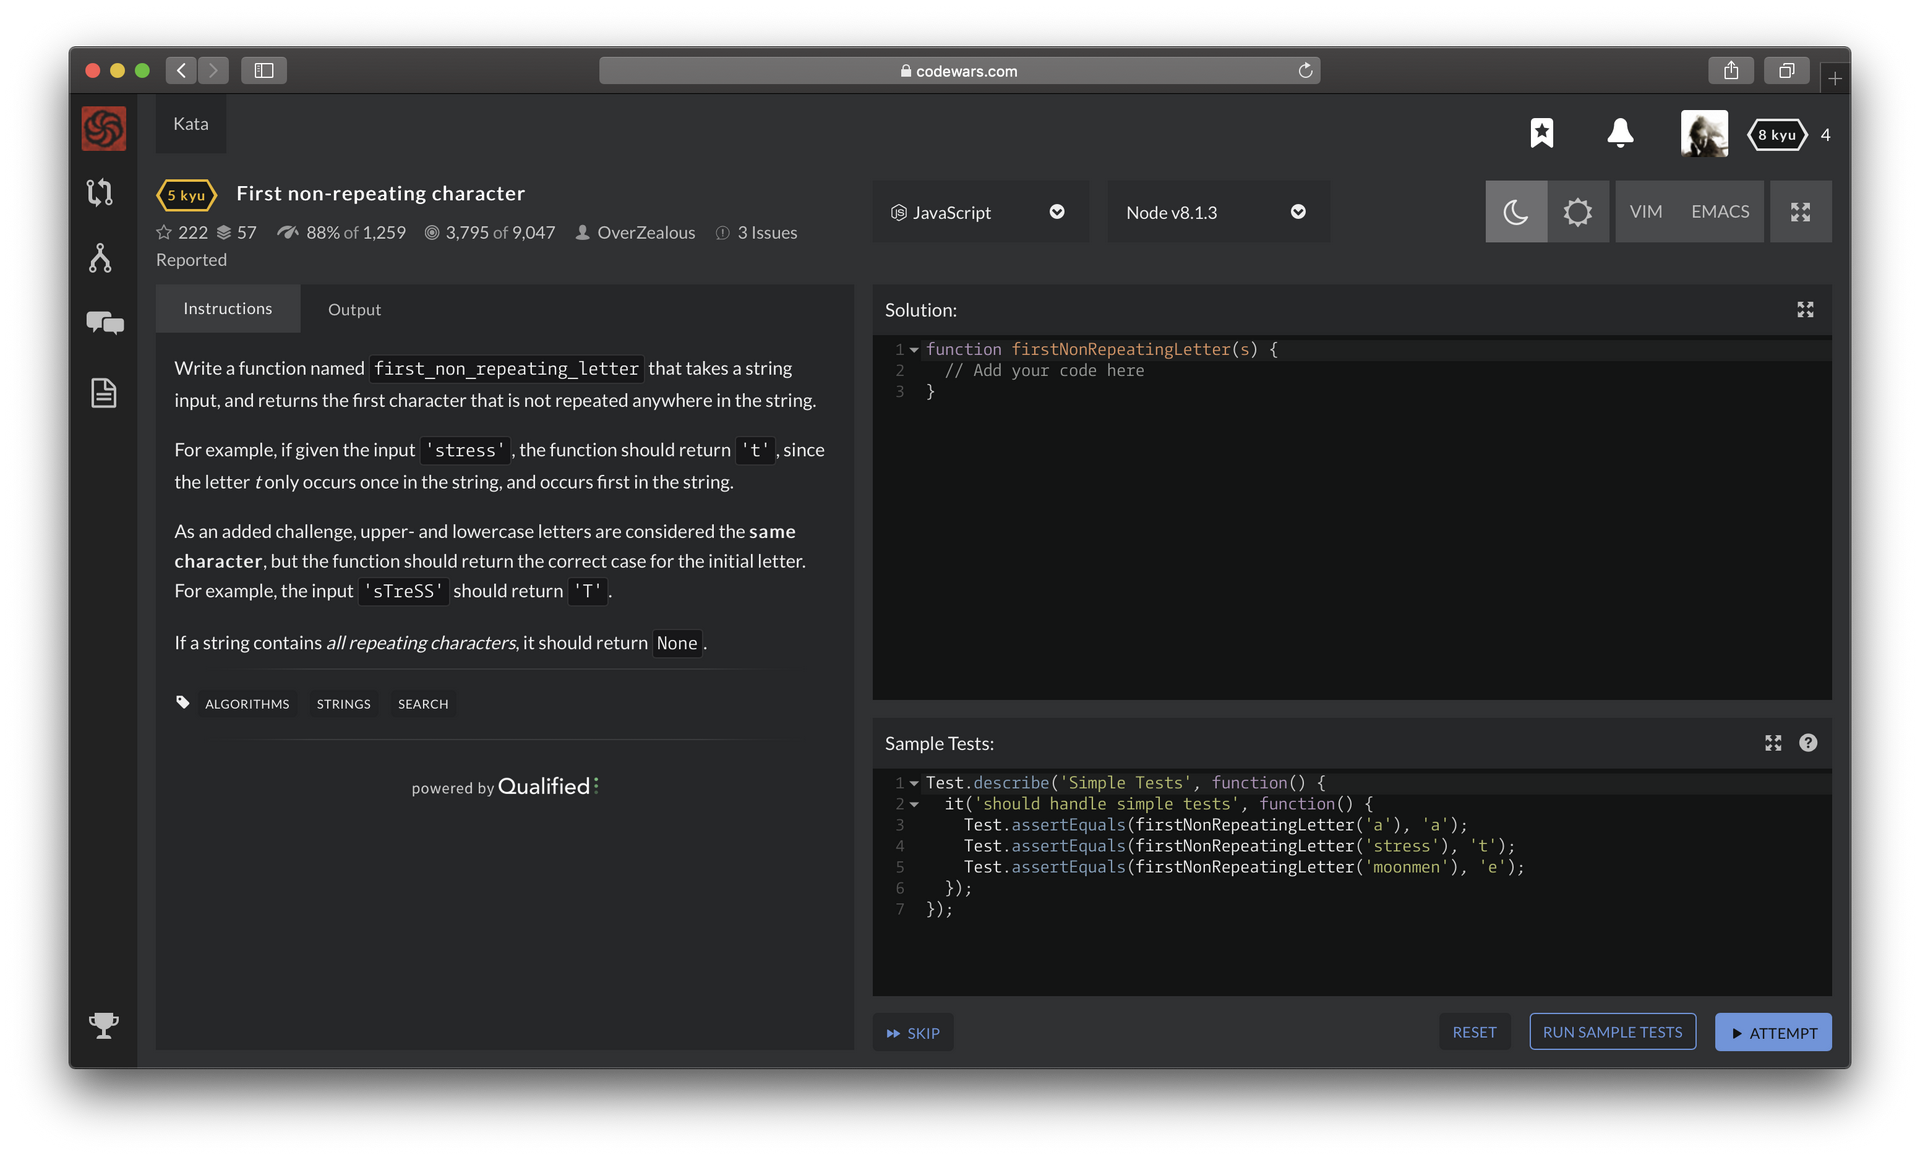 codewars.com
Kata
8 kyu 4
5 kyu First non-repeating character
222 57 88% of 1,259 3,795 of 9,047 OverZealous 3 Issues
Reported
JavaScript
Node v8.1.3
VIM EMACS
Instructions Output
Write a function named first_non_repeating_letter that takes a string
input, and returns the first character that is not repeated anywhere in the string.
For example, if given the input 'stress', the function should return 't', since
the letter t only occurs once in the string, and occurs first in the string.
As an added challenge, upper- and lowercase letters are considered the same
character, but the function should return the correct case for the initial letter.
For example, the input 'sTreSS' should return 'T'.
If a string contains all repeating characters, it should return None.
ALGORITHMS STRINGS SEARCH
powered by Qualified
Solution:
1 function firstNonRepeatingLetter(s) {
2 // Add your code here
3 }
Sample Tests:
1 Test.describe('Simple Tests', function() {
2 it('should handle simple tests', function() {
3 Test.assertEquals(firstNonRepeatingLetter('a'), 'a');
4 Test.assertEquals(firstNonRepeatingLetter('stress'), 't');
5 Test.assertEquals(firstNonRepeatingLetter('moonmen'), 'e');
6 });
7 });
SKIP
RESET
RUN SAMPLE TESTS
ATTEMPT